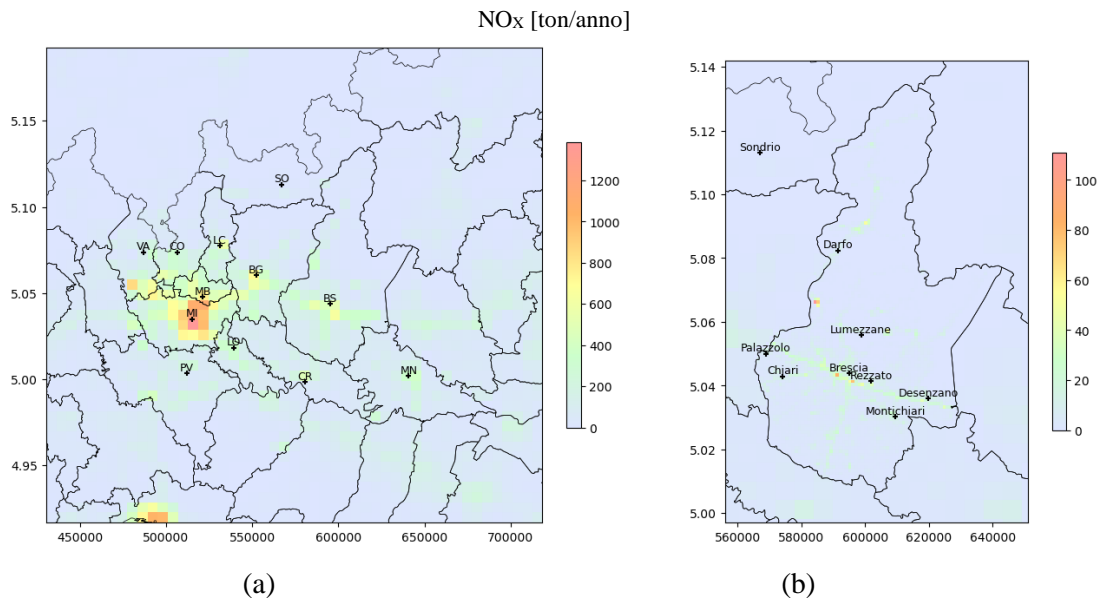 NOX [ton/anno]
5.15
5.10
5.05
5.00
4.95
450000 500000 550000 600000 650000 700000
SO
VA CO LC
BG
MB
BS
MI
LO
PV
CR
MN
1200
1000
800
600
400
200
0
(a)
5.14
5.12
5.10
5.08
5.06
5.04
5.02
5.00
560000 580000 600000 620000 640000
Sondrio
Darfo
Lumezzane
Palazzolo
Chiari Brescia
Rezzato
Desenzano
Montichiari
100
80
60
40
20
0
(b)